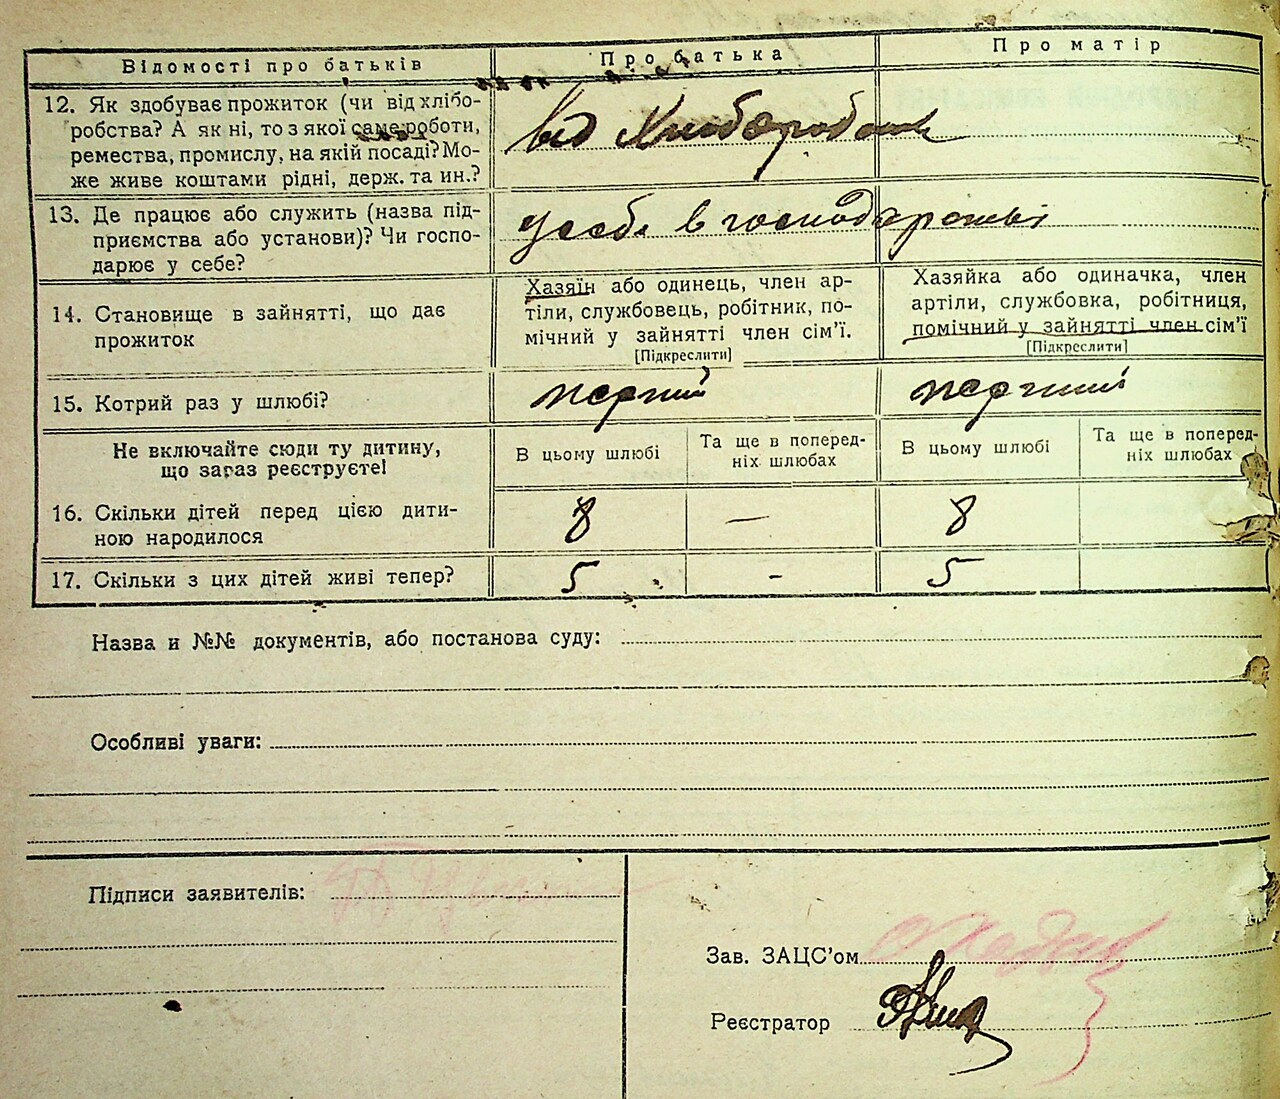 Відомості про батьків
Про батька
Про матір
12. Як здобуває прожиток (чи від хлібо-
робства? А як ні, то з якої саме роботи,
ремества, промислу, на якій посаді? Мо-
же живе коштами рідні, держ. та ин.?
від
13. Де працює або служить (назва під-
приємства або установи)? Чи госпо-
дарює у себе?
у себе в господарстві
14. Становище в зайнятті, що дає
прожиток
Хазяїн або одинець, член ар-
тіли, службовець, робітник, по-
мічний у зайнятті член сім'ї.
[Підкреслити]
Хазяйка або одиначка, член
артіли, службовка, робітниця,
помічний у зайнятті член сім'ї
[Підкреслити]
15. Котрий раз у шлюбі?
перший
перший
Не включайте сюди ту дитину,
що зараз реєструєте!
В цьому шлюбі
Та ще в поперед-
ніх шлюбах
В цьому шлюбі
Та ще в поперед-
ніх шлюбах
16. Скільки дітей перед цією дити-
ною народилося
8
—
8
17. Скільки з цих дітей живі тепер?
5
-
5
Назва и №№ документів, або постанова суду:
Особливі уваги:
Підписи заявителів:
Зав. ЗАЦС'ом
Реєстратор